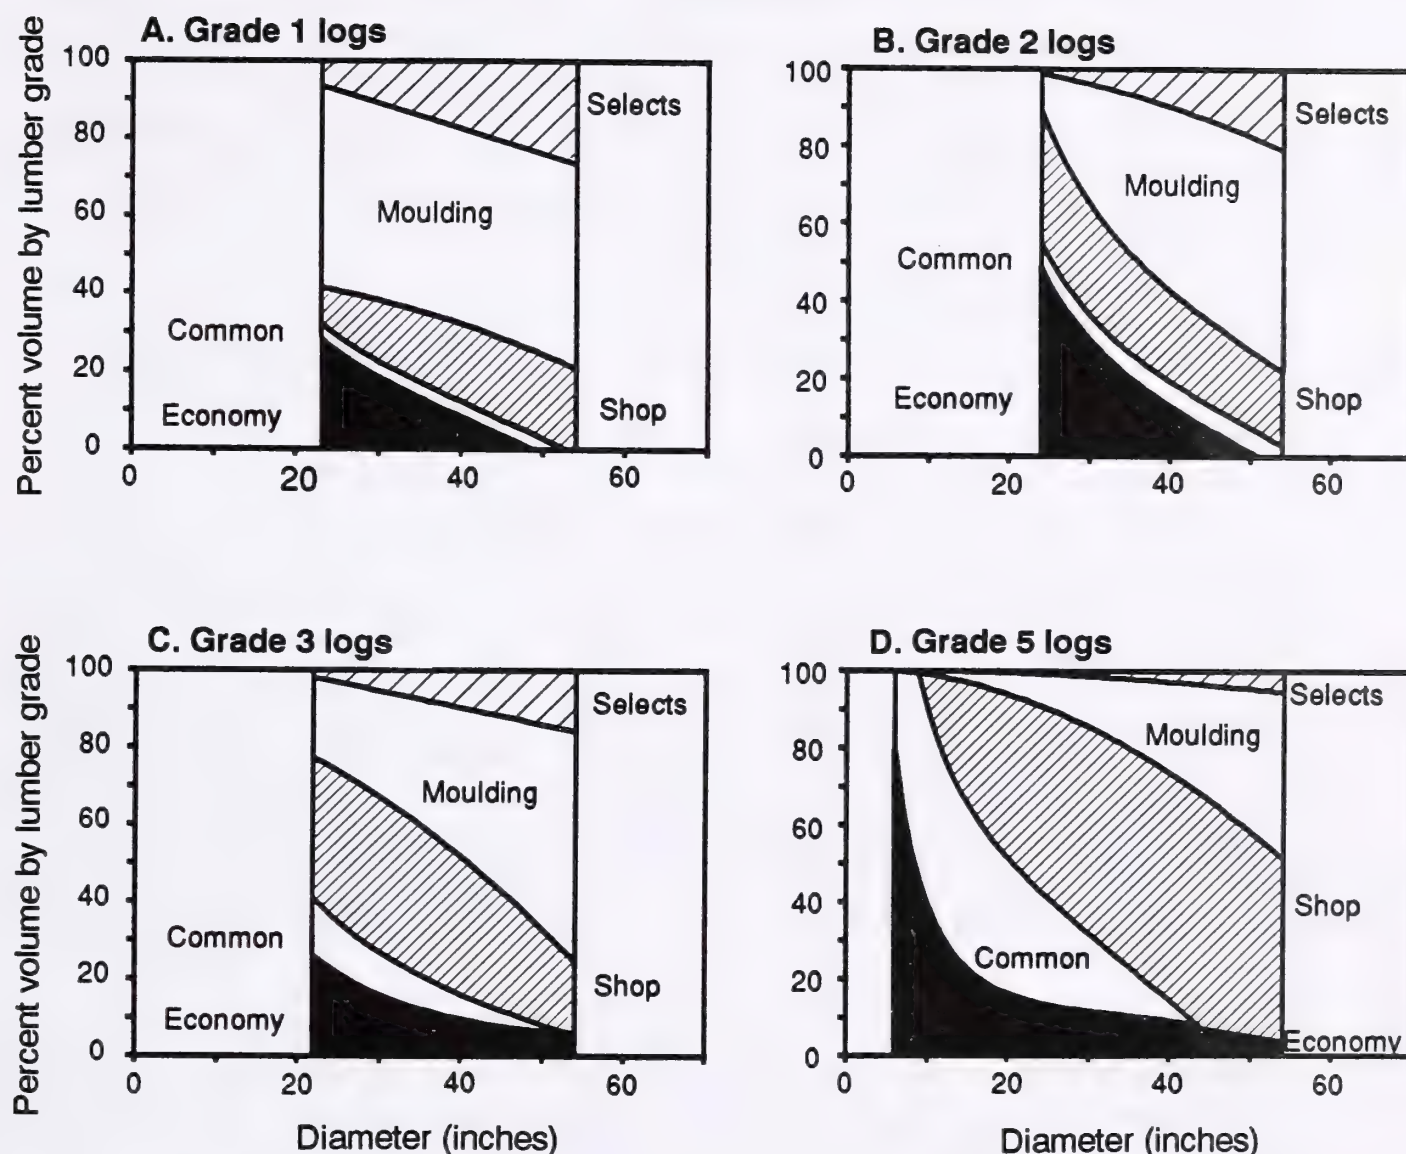 A. Grade 1 logs
Percent volume by lumber grade
100
80
60
40
20
0
Selects
Moulding
Common
Economy
Shop
0 20 40 60
B. Grade 2 logs
100
80
60
40
20
0
Selects
Moulding
Common
Economy
Shop
0 20 40 60
C. Grade 3 logs
Percent volume by lumber grade
100
80
60
40
20
0
Selects
Moulding
Common
Economy
Shop
0 20 40 60
Diameter (inches)
D. Grade 5 logs
100
80
60
40
20
0
Selects
Moulding
Shop
Common
Economy
0 20 40 60
Diameter (inches)